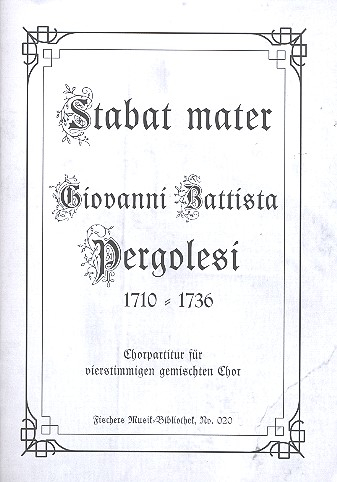 Stabat mater
Giovanni Battista
Pergolesi
1710 - 1736
Chorpartitur für
vierstimmigen gemischten Chor
Fischers Musik-Bibliothek, No. 020